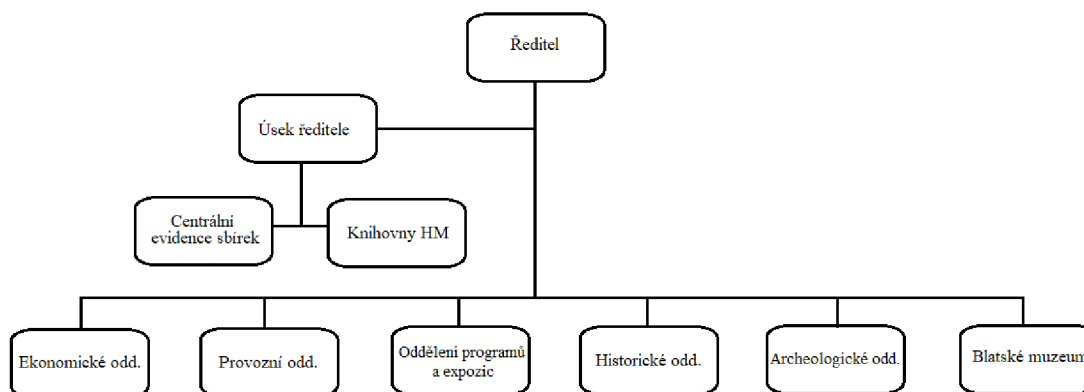 Ředitel
Úsek ředitele
Centrální
evidence sbírek
Knihovny HM
Ekonomické odd.
Provozní odd.
Oddělení programů
a expozic
Historické odd.
Archeologické odd.
Blatské muzeum